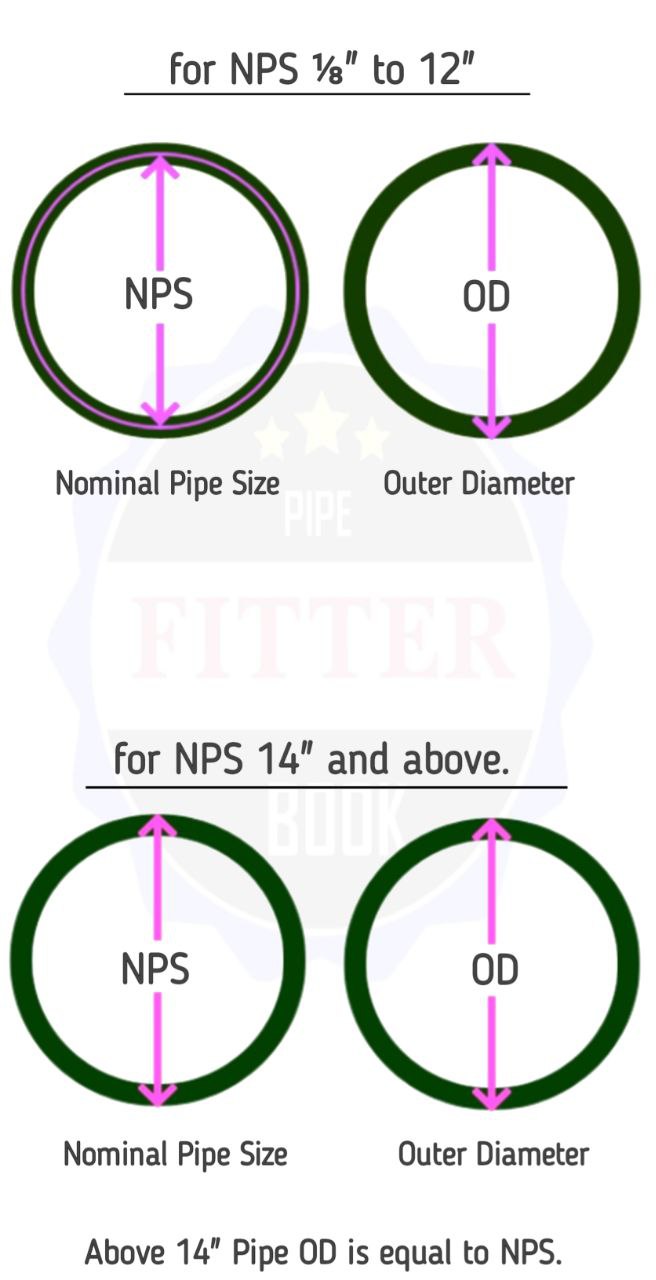 for NPS ⅛" to 12"
NPS
OD
Nominal Pipe Size
Outer Diameter
PIPE
FITTER
for NPS 14" and above.
BOOK
NPS
OD
Nominal Pipe Size
Outer Diameter
Above 14" Pipe OD is equal to NPS.